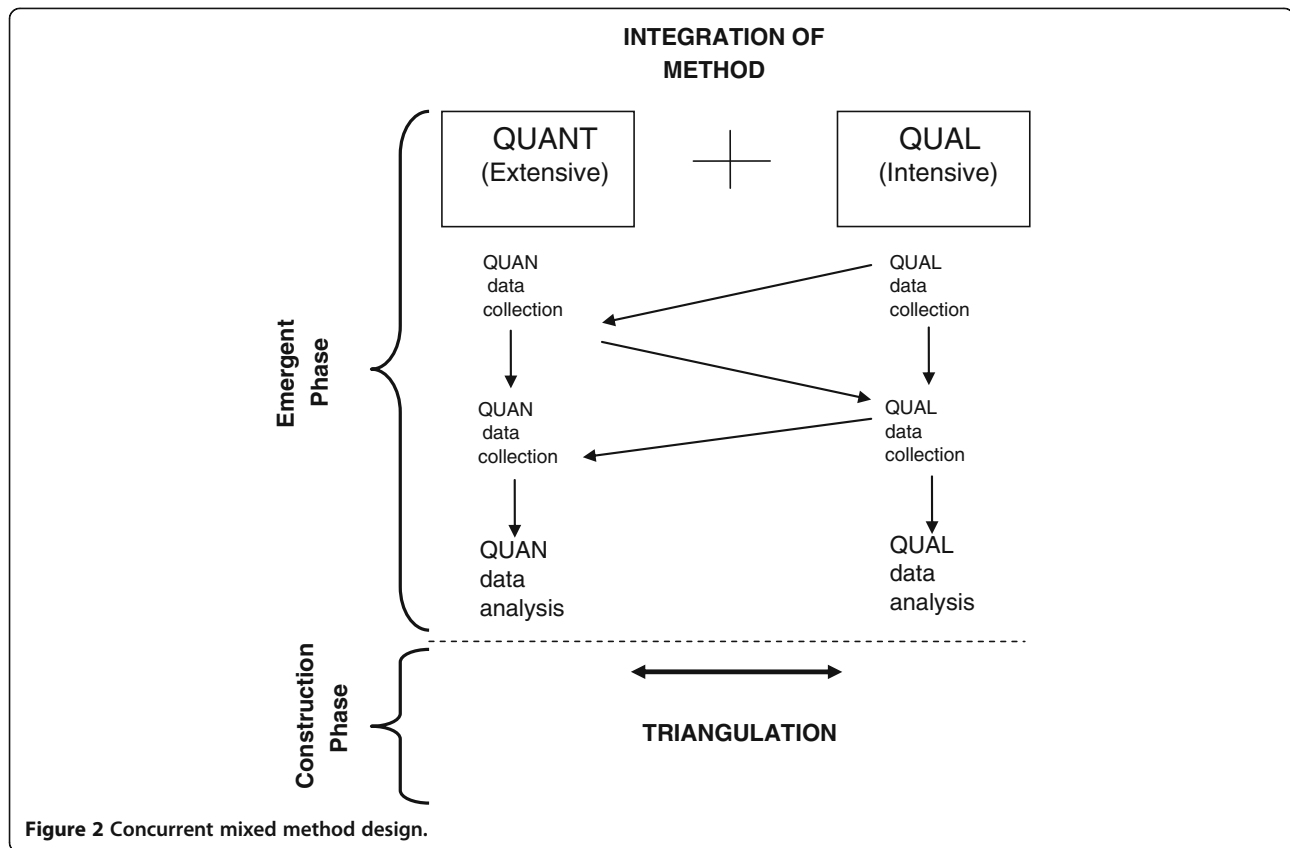 INTEGRATION OF
METHOD
QUANT
(Extensive)
QUAL
(Intensive)
QUAN
data
collection
QUAL
data
collection
Emergent
Phase
QUAN
data
collection
QUAL
data
collection
QUAN
data
analysis
QUAL
data
analysis
Construction
Phase
TRIANGULATION
Figure 2 Concurrent mixed method design.